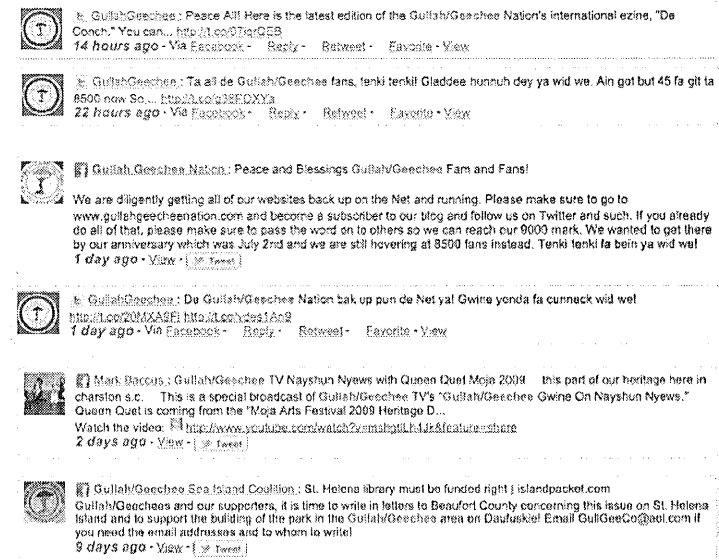 GullahGeechee : Peace All! Here is the latest edition of the Gullah/Geechee Nation's international ezine, "De
Conch." You can...
14 hours ago - Via Facebook - Reply - Retweet - Favorite - View
GullahGeechee : Ta all de Gullah/Geechee fans, tenki tenki! Gladdee hunnuh dey ya wid we. Ain got but 45 fa git ta
8500 now So...
22 hours ago - Via Facebook - Reply - Retweet - Favorite - View
Gullah Geechee Nation : Peace and Blessings Gullah/Geechee Fam and Fans!
We are diligently getting all of our websites back up on the Net and running. Please make sure to go to
www.gullahgeecheenation.com and become a subscriber to our blog and follow us on Twitter and such. If you already
do all of that, please make sure to pass the word on to others so we can reach our 9000 mark. We wanted to get there
by our anniversary which was July 2nd and we are still hovering at 8500 fans instead. Tenki tenki fa bein ya wid we!
1 day ago - View - Tweet
GullahGeechee : De Gullah/Geechee Nation bak up pun de Net ya! Gwine yonda fa cunneck wid we!
1 day ago - Via Facebook - Reply - Retweet - Favorite - View
Mark Baccus : Gullah/Geechee TV Nayshun Nyews with Queen Quet Moja 2009 this part of our heritage here in
charston s.c. This is a special broadcast of Gullah/Geechee TV's "Gullah/Geechee Gwine On Nayshun Nyews."
Queen Quet is coming from the "Moja Arts Festival 2009 Heritage D...
Watch the video:
2 days ago - View - Tweet
Gullah/Geechee Sea Island Coalition : St. Helena library must be funded right | islandpacket.com
Gullah/Geechees and our supporters, it is time to write in letters to Beaufort County concerning this issue on St. Helena
Island and to support the building of the park in the Gullah/Geechee area on Daufuskie! Email GullGeeCo@aol.com if
you need the email addresses and to whom to write!
9 days ago - View - Tweet